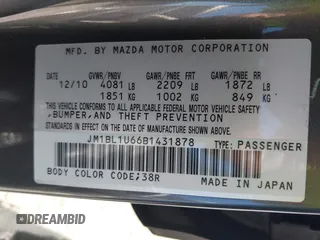 MFD. BY MAZDA MOTOR CORPORATION
GVWR/PNBV GAWR/PNBE FRT GAWR/PNBE RR
12/10 4081 LB 2209 LB 1872 LB
1851 KG 1002 KG 849 KG
THIS VEHICLE CONFORMS TO ALL APPLICABLE FEDERAL MOTOR VEHICLE SAFETY
,BUMPER,AND THEFT PREVENTION
STANDARDS IN EFFECT ON THE DATE OF MANUFACTURE SHOWN ABOVE.
JM1BL1U66B1431878 TYPE: PASSENGER
BODY COLOR CODE;38R MADE IN JAPAN
DREAMBID